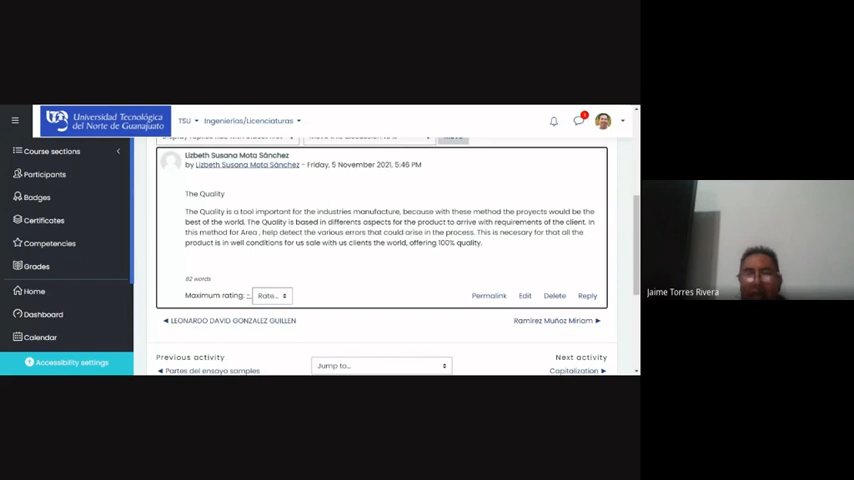 Universidad Tecnológica
del Norte de Guanajuato
TSU
Ingenierías/Licenciaturas
Course sections
Participants
Badges
Certificates
Competencies
Grades
Home
Dashboard
Calendar
Accessibility settings
Lizbeth Susana Mota Sánchez
by Lizbeth Susana Mota Sánchez - Friday, 5 November 2021, 5:46 PM
The Quality
The Quality is a tool important for the industries manufacture, because with these method the projects would be the
best of the world. The Quality is based in differents aspects for the product to arrive with requirements of the client. In
this method for Area , help detect the various errors that could arise in the process. This is necesary for that all the
product is in well conditions for us sale with us clients the world, offering 100% quality.
82 words
Maximum rating: -
Rate...
Permalink Edit Delete Reply
◀ LEONARDO DAVID GONZALEZ GUILLEN
Ramírez Muñoz Miriam ▶
Previous activity
Next activity
◀ Partes del ensayo samples
Jump to...
Capitalization ▶
Jaime Torres Rivera